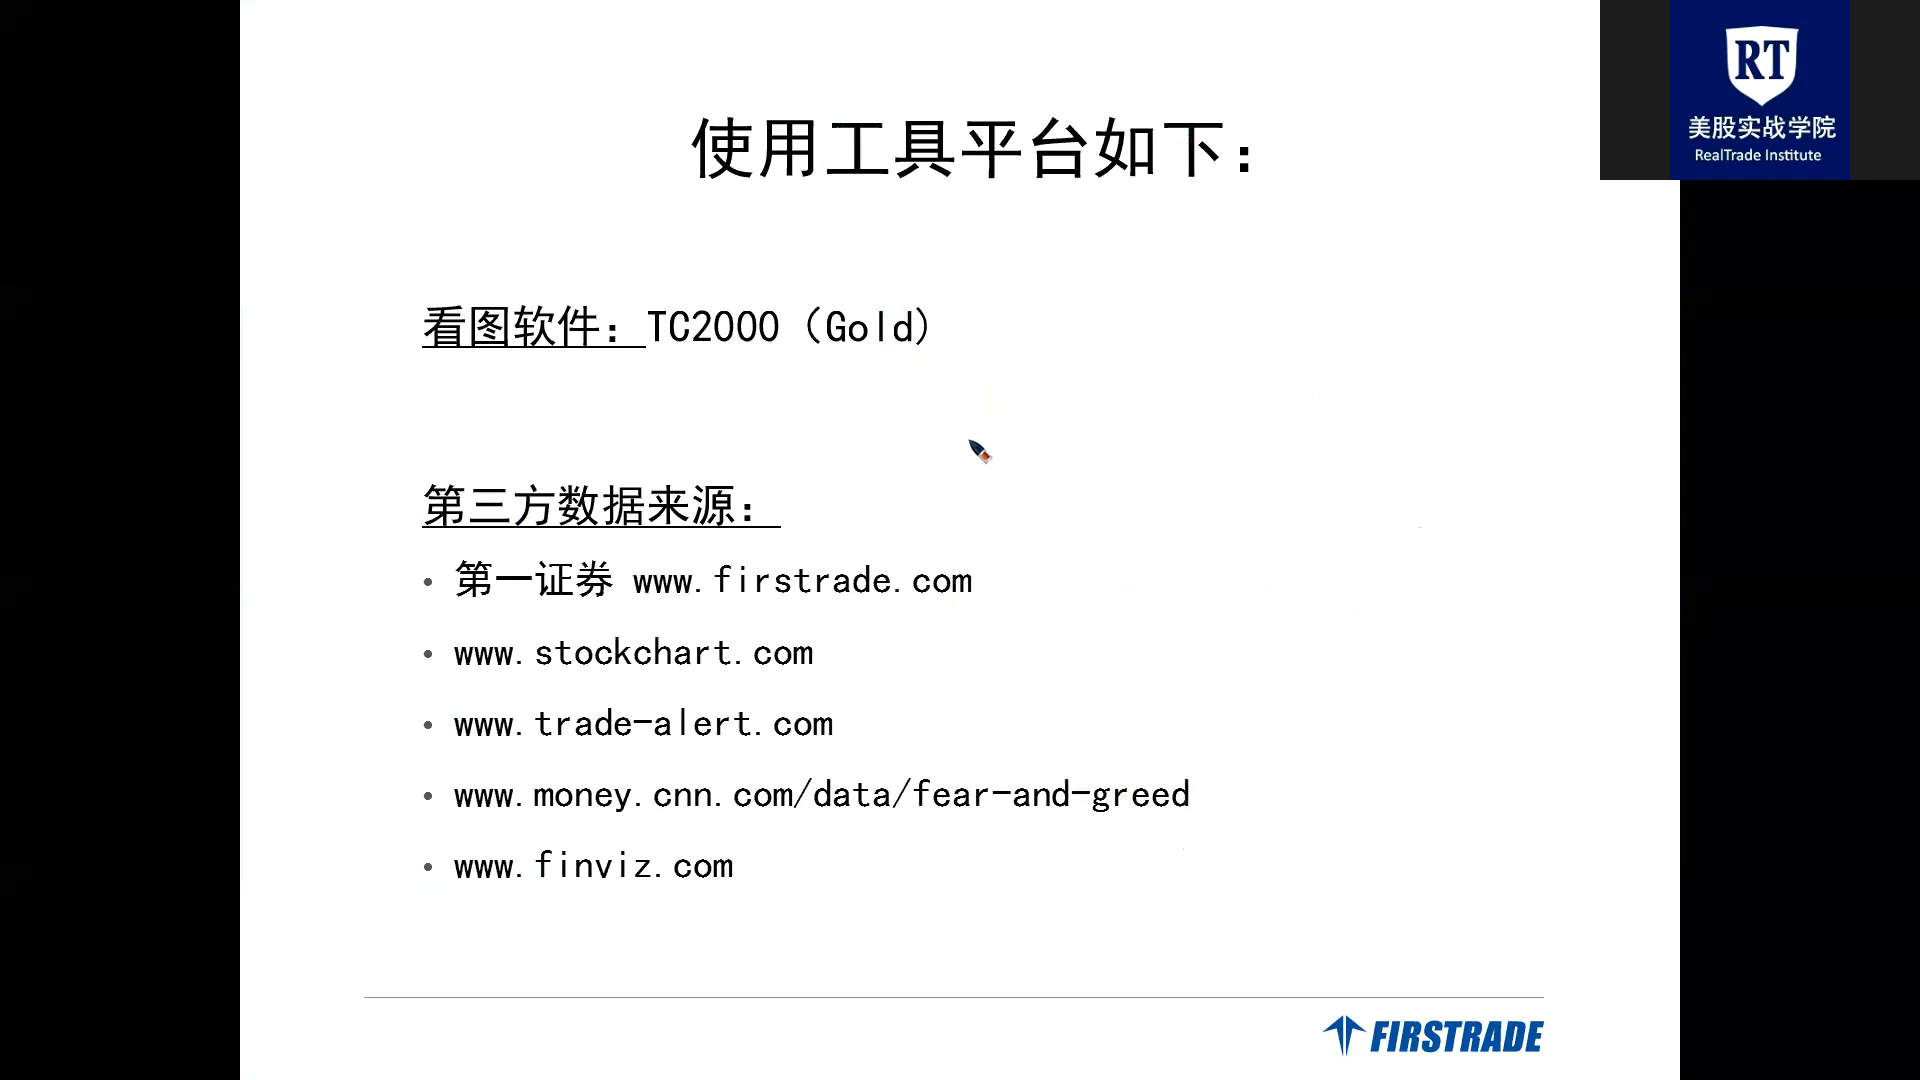 使用工具平台如下：
RT
美股实战学院
RealTrade Institute
看图软件：TC2000（Gold）
第三方数据来源：
• 第一证券 www.firstrade.com
• www.stockchart.com
• www.trade-alert.com
• www.money.cnn.com/data/fear-and-greed
• www.finviz.com
FIRSTRADE